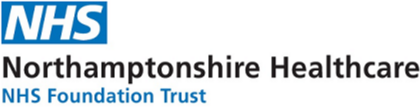 NHS
Northamptonshire Healthcare
NHS Foundation Trust